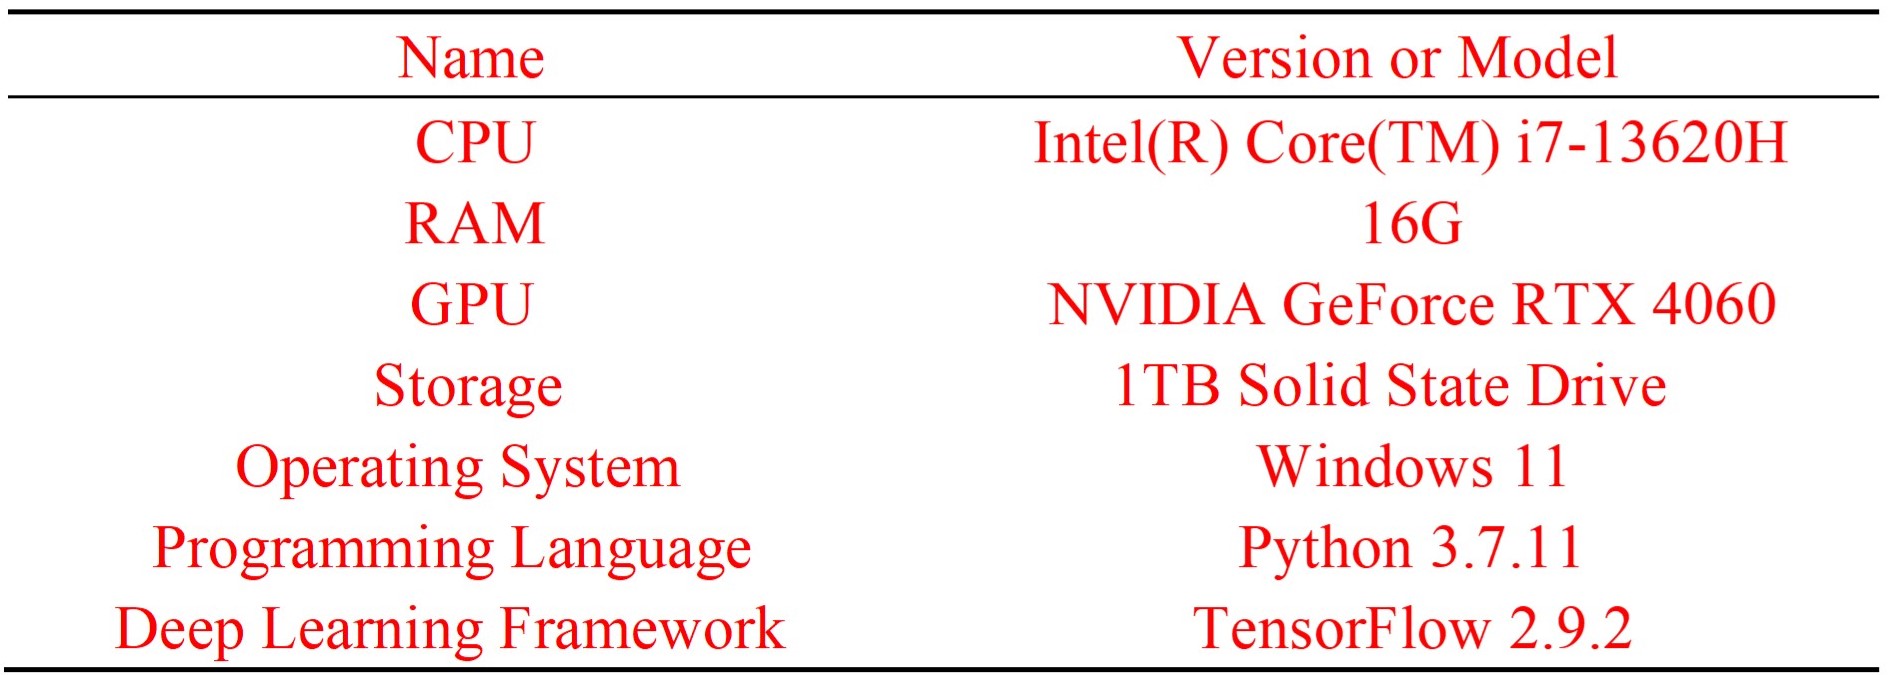 Name Version or Model
CPU Intel(R) Core(TM) i7-13620H
RAM 16G
GPU NVIDIA GeForce RTX 4060
Storage 1TB Solid State Drive
Operating System Windows 11
Programming Language Python 3.7.11
Deep Learning Framework TensorFlow 2.9.2